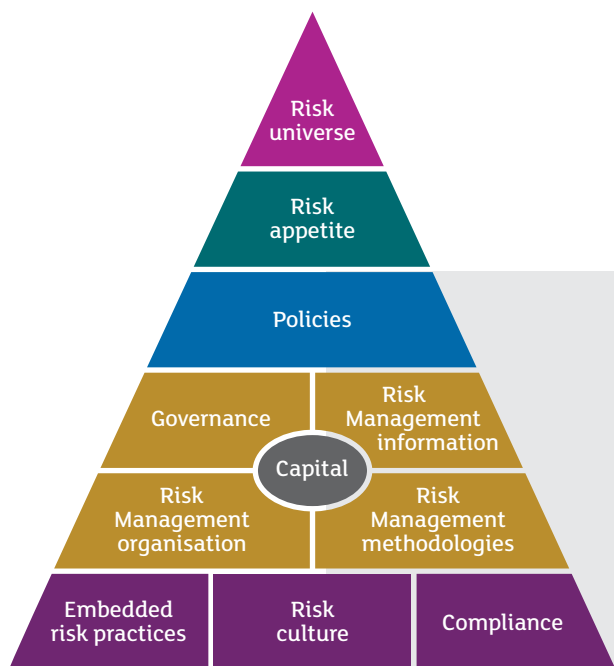 Risk
universe
Risk
appetite
Policies
Governance
Risk
Management
information
Capital
Risk
Management
organisation
Risk
Management
methodologies
Embedded
risk practices
Risk
culture
Compliance